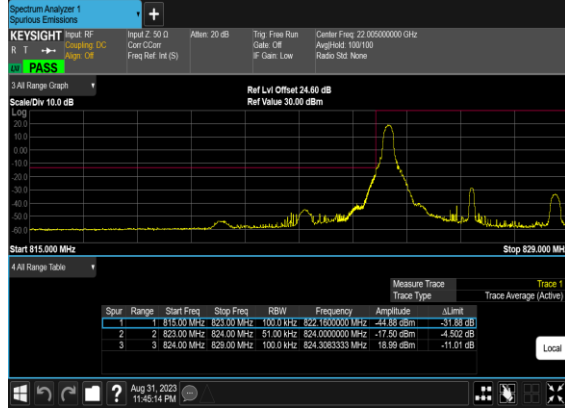 Spectrum Analyzer 1
Spurious Emissions
+
KEYSIGHT Input: RF Input Z: 50 Ω Atten: 20 dB Trig: Free Run Center Freq: 22.005000000 GHz
R T Coupling: DC Corr CCorr Gate: Off Avg|Hold: 100/100
Align: Off Freq Ref: Int (S) IF Gain: Low Radio Std: None
PASS
3 All Range Graph
Ref Lvl Offset 24.60 dB
Scale/Div 10.0 dB Ref Value 30.00 dBm
Log
20.0
10.0
0.00
-10.0
-20.0
-30.0
-40.0
-50.0
-60.0
Start 815.000 MHz Stop 829.000 MHz
4 All Range Table
Measure Trace Trace 1
Trace Type Trace Average (Active)
Spur Range Start Freq Stop Freq RBW Frequency Amplitude ΔLimit
1 1 815.00 MHz 823.00 MHz 100.0 kHz 822.1600000 MHz -44.88 dBm -31.88 dB
2 2 823.00 MHz 824.00 MHz 51.00 kHz 824.0000000 MHz -17.50 dBm -4.502 dB
3 3 824.00 MHz 829.00 MHz 100.0 kHz 824.3083333 MHz 18.99 dBm -11.01 dB
Local
? Aug 31, 2023
11:45:14 PM